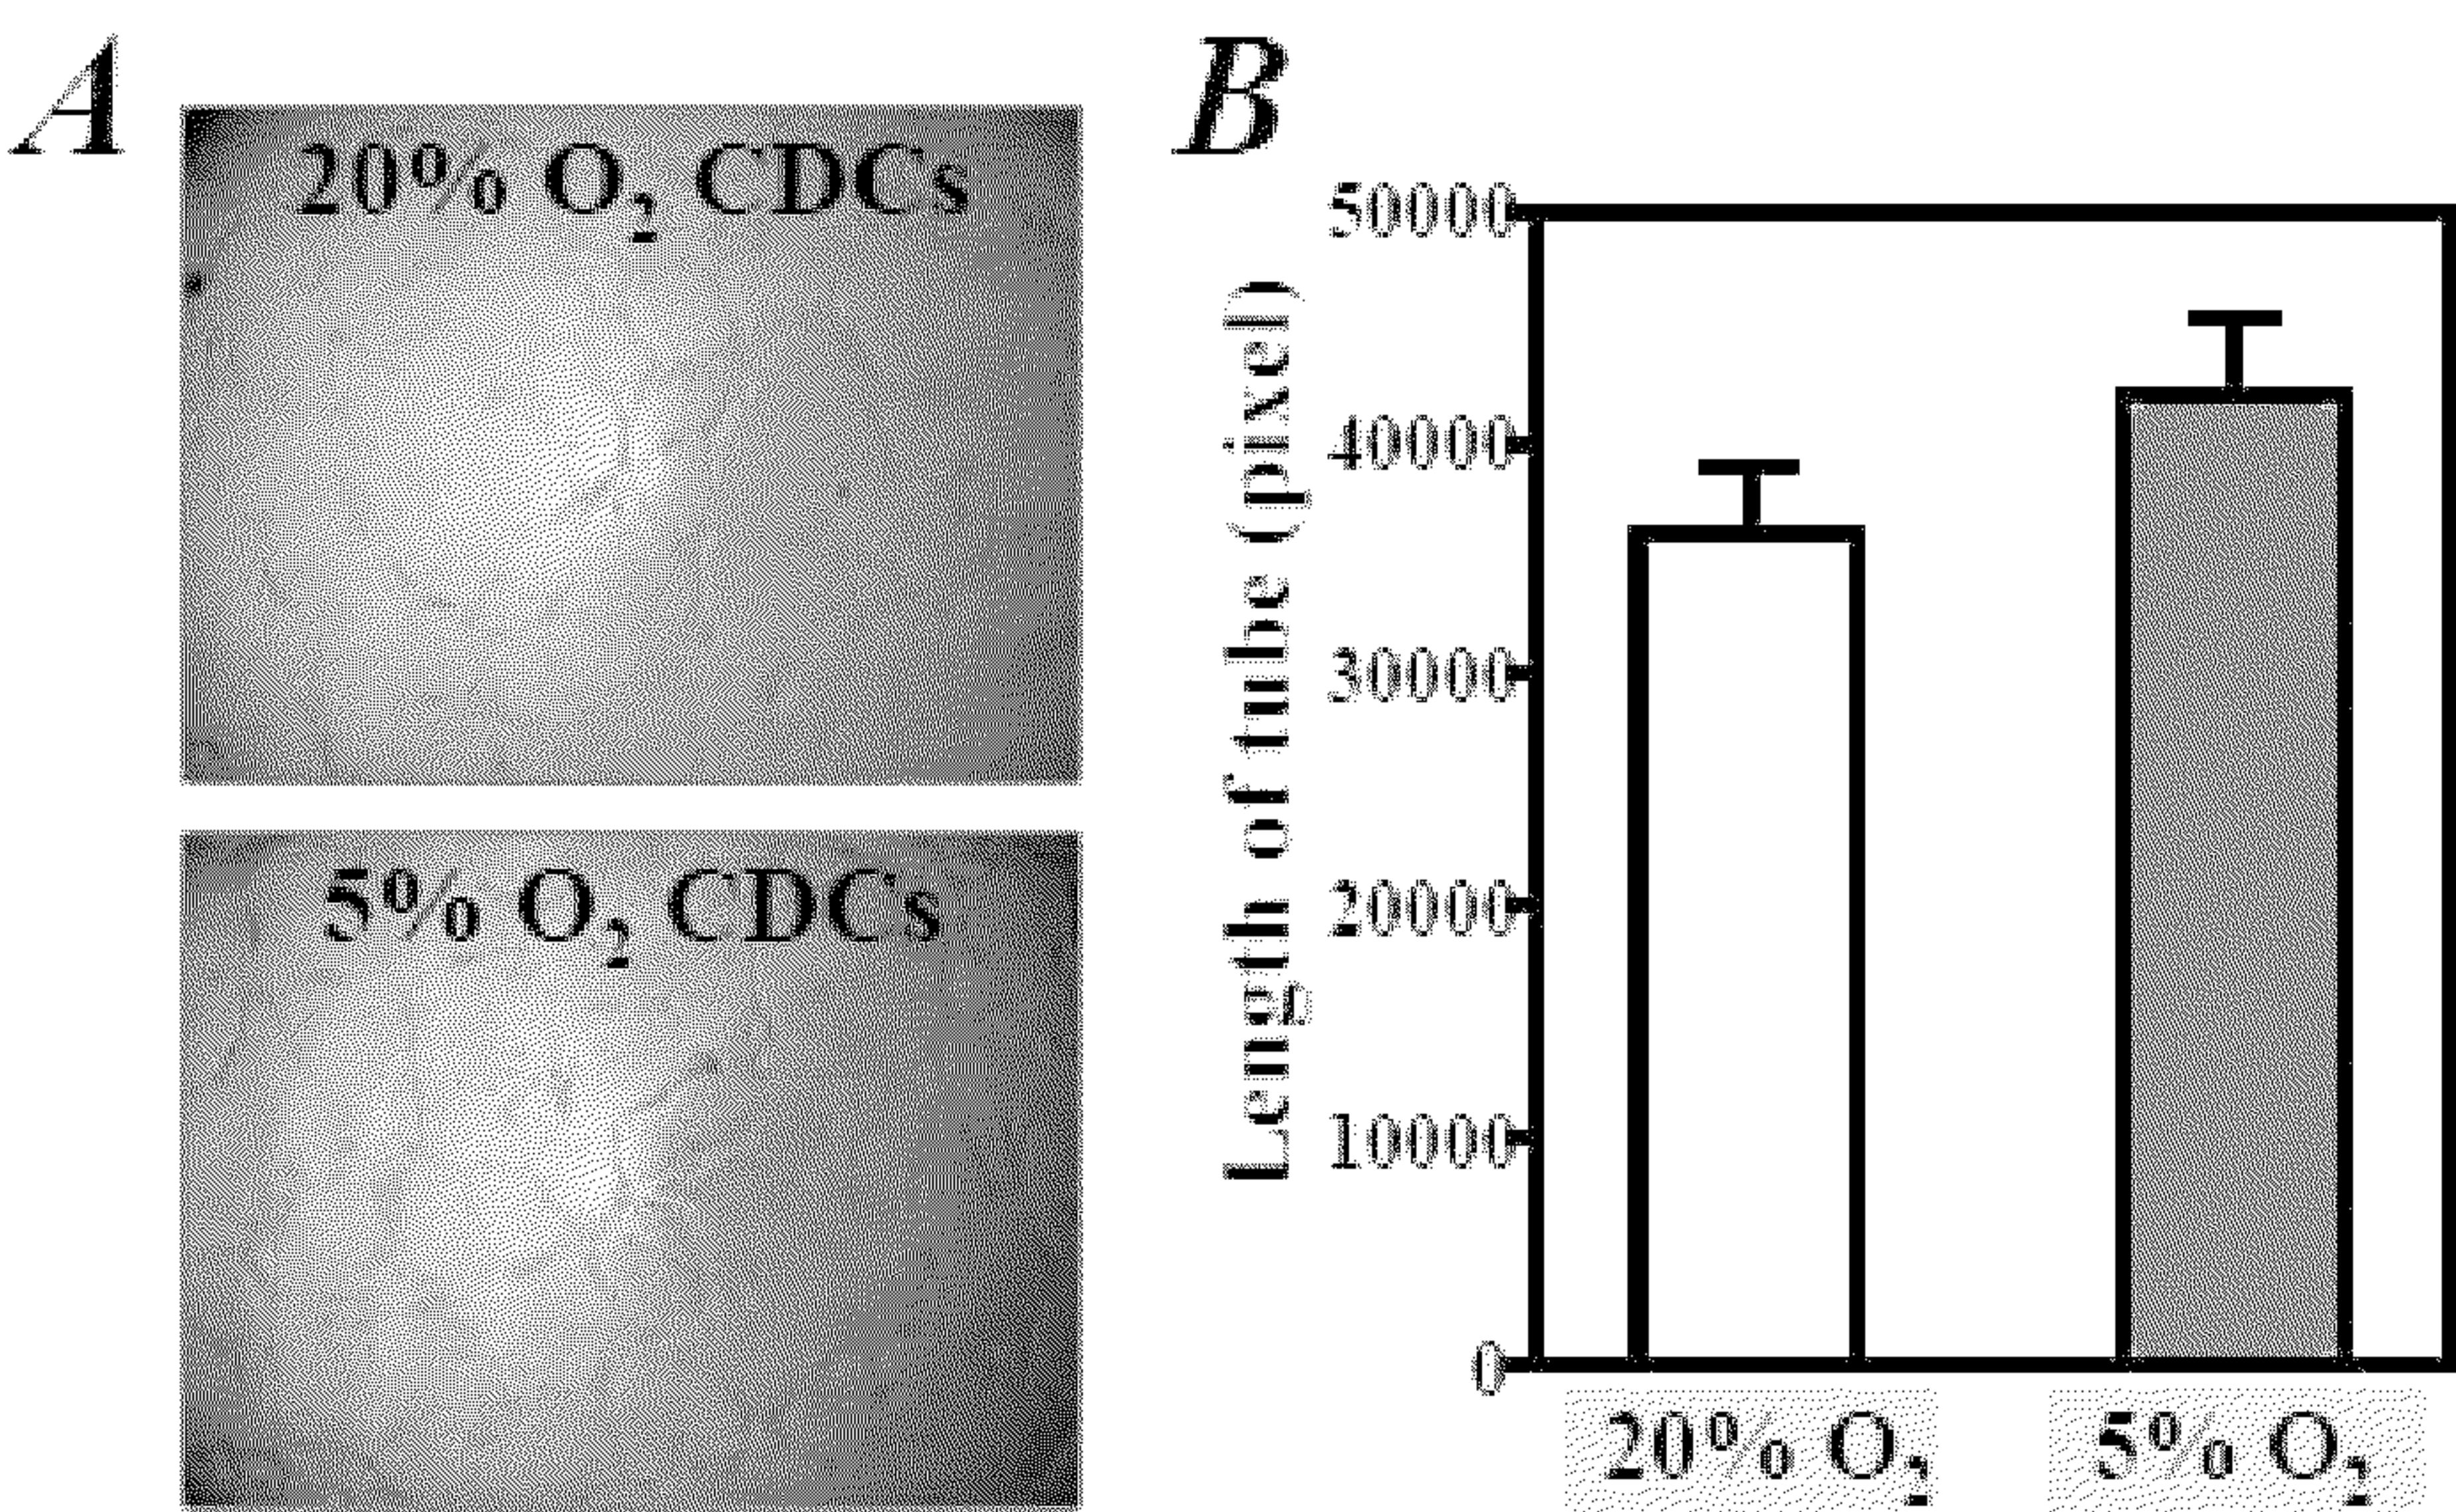 A
20% O₂ CDCs
5% O₂ CDCs
B
Length of tube (pixel)
50000
40000
30000
20000
10000
0
20% O₂
5% O₂